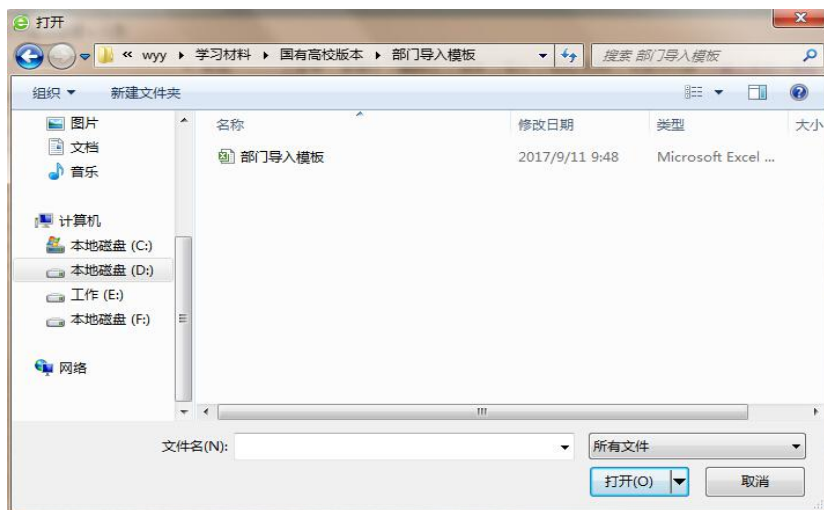 打开
« wyy ▸ 学习材料 ▸ 国有高校版本 ▸ 部门导入模板
搜索 部门导入模板
组织 新建文件夹
名称 修改日期 类型 大小
部门导入模板 2017/9/11 9:48 Microsoft Excel ...
图片
文档
音乐
计算机
本地磁盘 (C:)
本地磁盘 (D:)
工作 (E:)
本地磁盘 (F:)
网络
文件名(N):
所有文件
打开(O) 取消